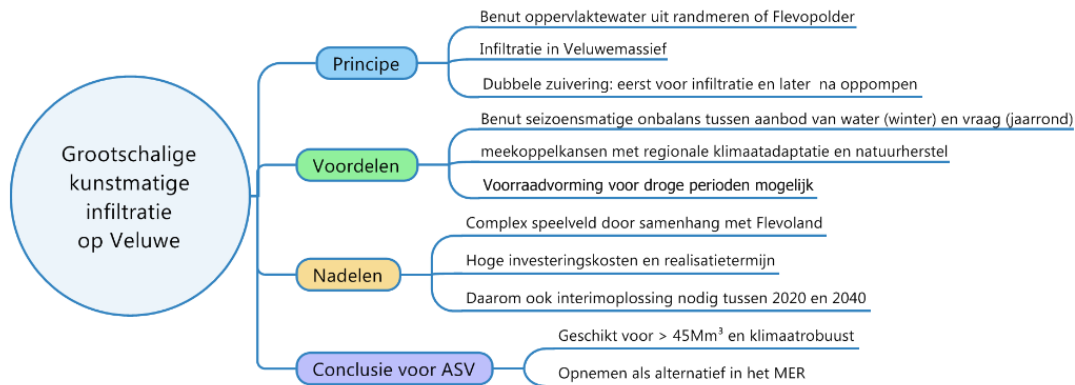 Grootschalige
kunstmatige
infiltratie
op Veluwe
Principe
Benut oppervlaktewater uit randmeren of Flevopolder
Infiltratie in Veluwemassief
Dubbele zuivering: eerst voor infiltratie en later na oppompen
Voordelen
Benut seizoensmatige onbalans tussen aanbod van water (winter) en vraag (jaarrond)
meekoppelkansen met regionale klimaatadaptatie en natuurherstel
Voorraadvorming voor droge perioden mogelijk
Nadelen
Complex speelveld door samenhang met Flevoland
Hoge investeringskosten en realisatietermijn
Daarom ook interimoplossing nodig tussen 2020 en 2040
Conclusie voor ASV
Geschikt voor > 45Mm³ en klimaatrobuust
Opnemen als alternatief in het MER